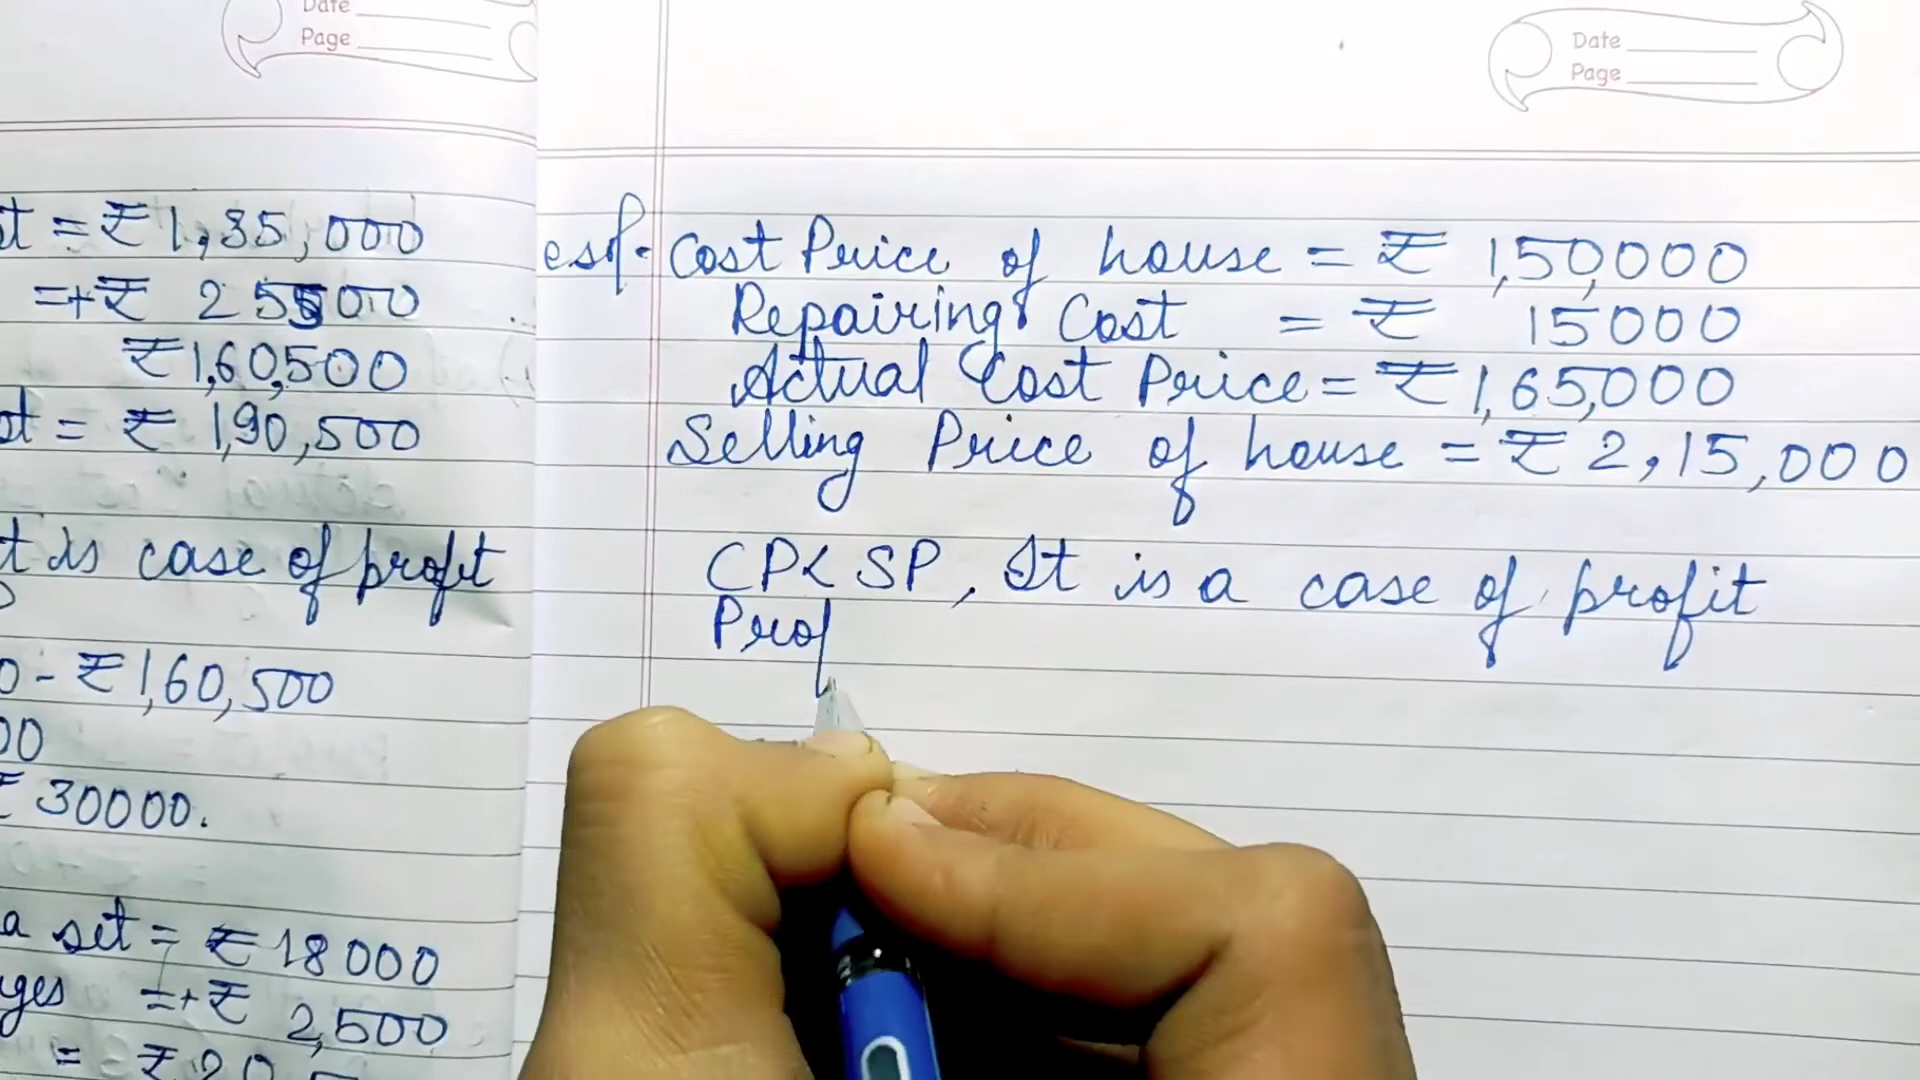 Date
Page
t = ₹ 1,35,000
=+₹ 25500
₹1,60,500
t = ₹ 1,90,500
t is case of profit
0 - ₹1,60,500
00
₹ 30000.
a set = ₹ 18000
ges =+₹ 2,500
= ₹20
Date
Page
Cost Price of house = ₹ 1,50,000
Repairing Cost = ₹ 15000
Actual Cost Price = ₹1,65,000
Selling Price of house = ₹ 2,15,000
CP< SP, It is a case of profit
Prof